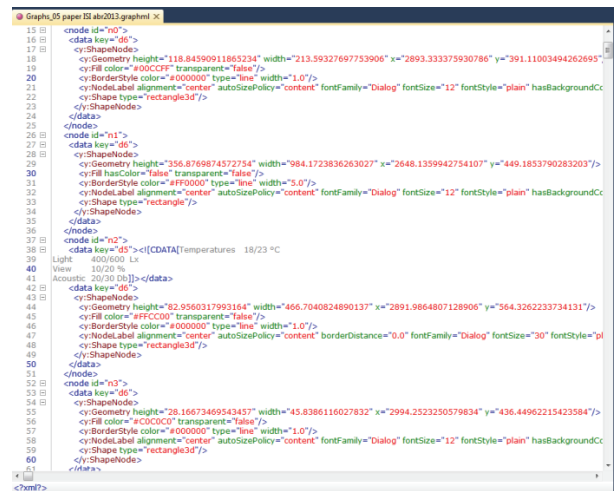 Graphs_05 paper ISI abr2013.graphml ×
15 <node id="n0">
16 <data key="d6">
17 <y:ShapeNode>
18 <y:Geometry height="118.84590911865234" width="213.59327697753906" x="2893.333375930786" y="391.11003494262695"
19 <y:Fill color="#00CCFF" transparent="false"/>
20 <y:BorderStyle color="#000000" type="line" width="1.0"/>
21 <y:NodeLabel alignment="center" autoSizePolicy="content" fontFamily="Dialog" fontSize="12" fontStyle="plain" hasBackgroundCo
22 <y:Shape type="rectangle3d"/>
23 </y:ShapeNode>
24 </data>
25 </node>
26 <node id="n1">
27 <data key="d6">
28 <y:ShapeNode>
29 <y:Geometry height="356.8769874572754" width="984.1723836263027" x="2648.1359942754107" y="449.1853790283203"/>
30 <y:Fill hasColor="false" transparent="false"/>
31 <y:BorderStyle color="#FF0000" type="line" width="5.0"/>
32 <y:NodeLabel alignment="center" autoSizePolicy="content" fontFamily="Dialog" fontSize="12" fontStyle="plain" hasBackgroundCo
33 <y:Shape type="rectangle"/>
34 </y:ShapeNode>
35 </data>
36 </node>
37 <node id="n2">
38 <data key="d5"><![CDATA[Temperatures 18/23 ºC
39 Light 400/600 Lx
40 View 10/20 %
41 Acoustic 20/30 Db]]></data>
42 <data key="d6">
43 <y:ShapeNode>
44 <y:Geometry height="82.9560317993164" width="466.7040824890137" x="2891.9864807128906" y="564.3262233734131"/>
45 <y:Fill color="#FFCC00" transparent="false"/>
46 <y:BorderStyle color="#000000" type="line" width="1.0"/>
47 <y:NodeLabel alignment="center" autoSizePolicy="content" borderDistance="0.0" fontFamily="Dialog" fontSize="30" fontStyle="pl
48 <y:Shape type="rectangle3d"/>
49 </y:ShapeNode>
50 </data>
51 </node>
52 <node id="n3">
53 <data key="d6">
54 <y:ShapeNode>
55 <y:Geometry height="28.16673469543457" width="45.8386116027832" x="2994.2523250579834" y="436.44962215423584"/>
56 <y:Fill color="#C0C0C0" transparent="false"/>
57 <y:BorderStyle color="#000000" type="line" width="1.0"/>
58 <y:NodeLabel alignment="center" autoSizePolicy="content" fontFamily="Dialog" fontSize="12" fontStyle="plain" hasBackgroundCo
59 <y:Shape type="rectangle3d"/>
60 </y:ShapeNode>
61 </data>
<?xml?>